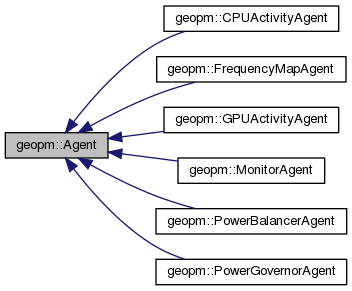 geopm::CPUActivityAgent
geopm::FrequencyMapAgent
geopm::GPUActivityAgent
geopm::Agent
geopm::MonitorAgent
geopm::PowerBalancerAgent
geopm::PowerGovernorAgent